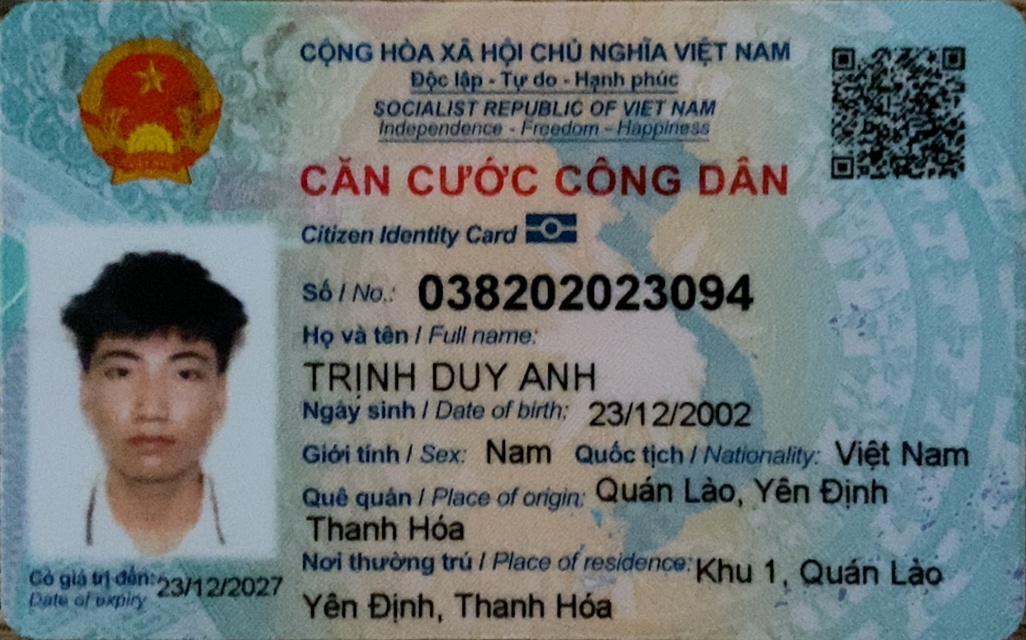 CỘNG HÒA XÃ HỘI CHỦ NGHĨA VIỆT NAM
Độc lập - Tự do - Hạnh phúc
SOCIALIST REPUBLIC OF VIET NAM
Independence - Freedom - Happiness
CĂN CƯỚC CÔNG DÂN
Citizen Identity Card
Số / No.: 038202023094
Họ và tên / Full name:
TRỊNH DUY ANH
Ngày sinh / Date of birth: 23/12/2002
Giới tính / Sex: Nam Quốc tịch / Nationality: Việt Nam
Quê quán / Place of origin: Quán Lào, Yên Định
Thanh Hóa
Nơi thường trú / Place of residence: Khu 1, Quán Lào
Yên Định, Thanh Hóa
Có giá trị đến: 23/12/2027
Date of expiry